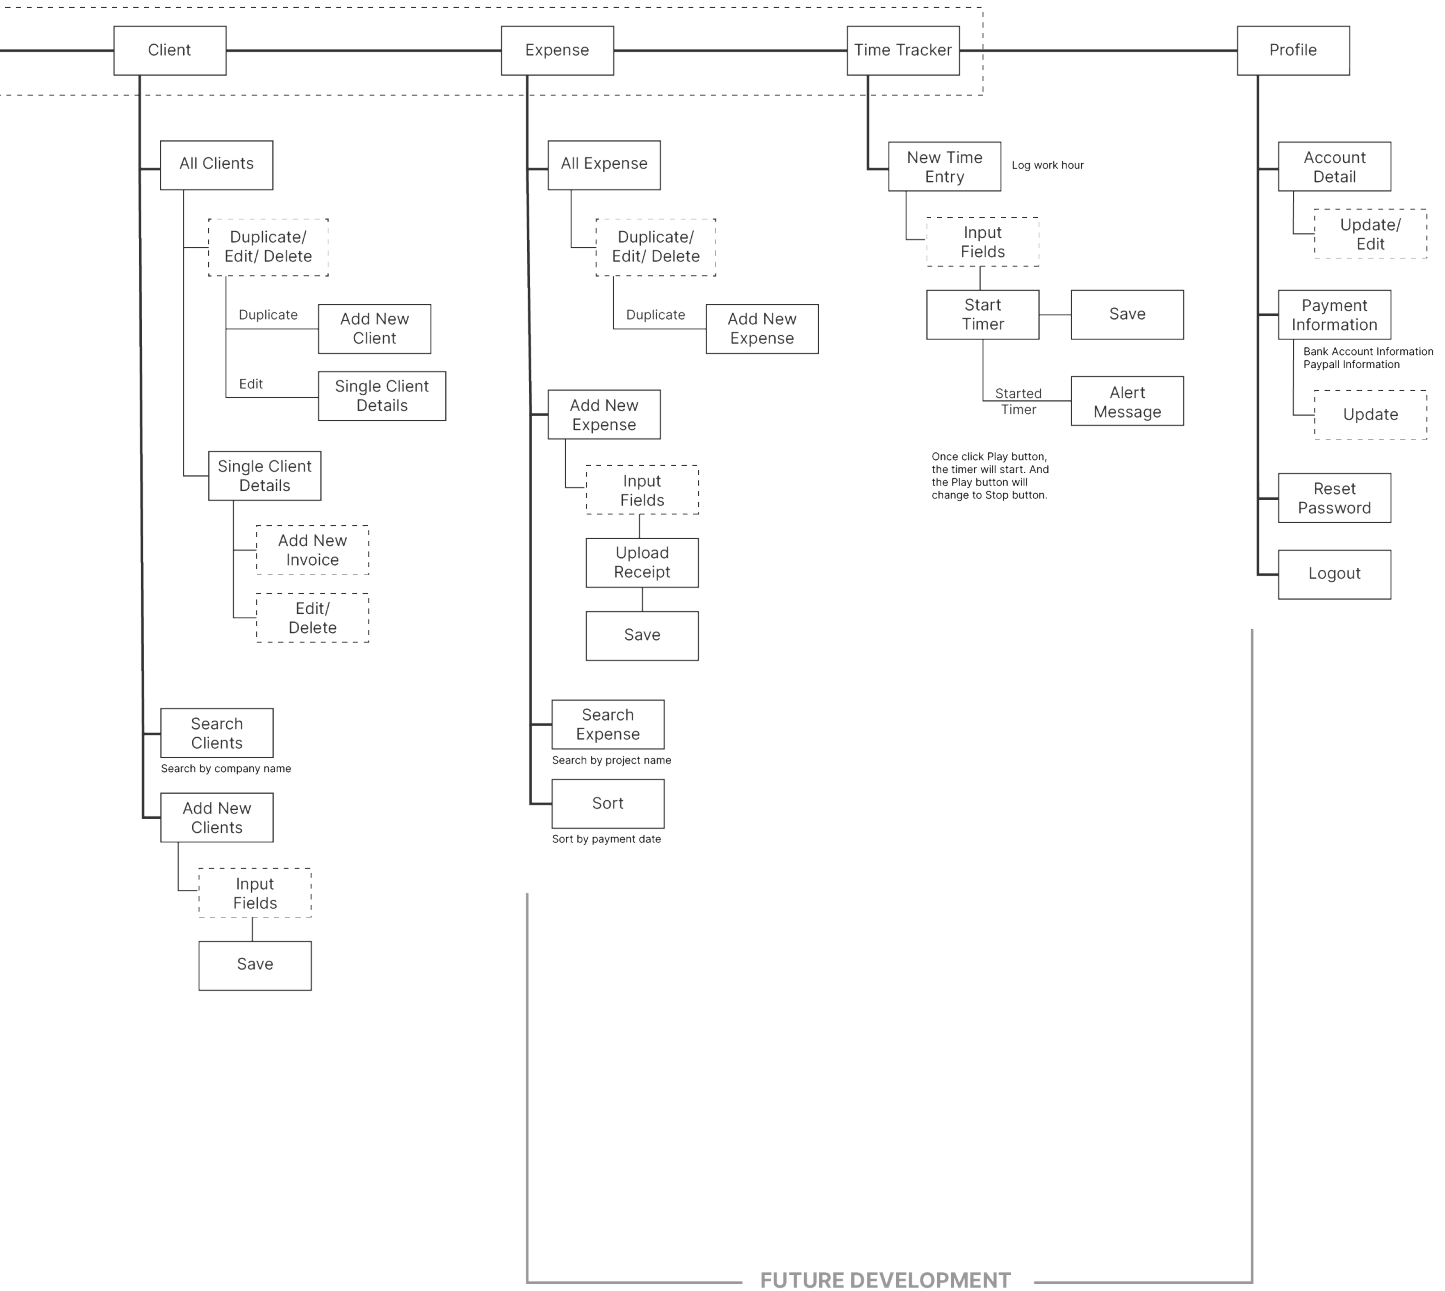 Client
Expense
Time Tracker
Profile
All Clients
Duplicate/
Edit/ Delete
Duplicate
Add New
Client
Edit
Single Client
Details
Single Client
Details
Add New
Invoice
Edit/
Delete
Search
Clients
Search by company name
Add New
Clients
Input
Fields
Save
All Expense
Duplicate/
Edit/ Delete
Duplicate
Add New
Expense
Add New
Expense
Input
Fields
Upload
Receipt
Save
Search
Expense
Search by project name
Sort
Sort by payment date
New Time
Entry
Log work hour
Input
Fields
Start
Timer
Save
Started
Timer
Alert
Message
Once click Play button,
the timer will start. And
the Play button will
change to Stop button.
Account
Detail
Update/
Edit
Payment
Information
Bank Account Information
Paypall Information
Update
Reset
Password
Logout
FUTURE DEVELOPMENT